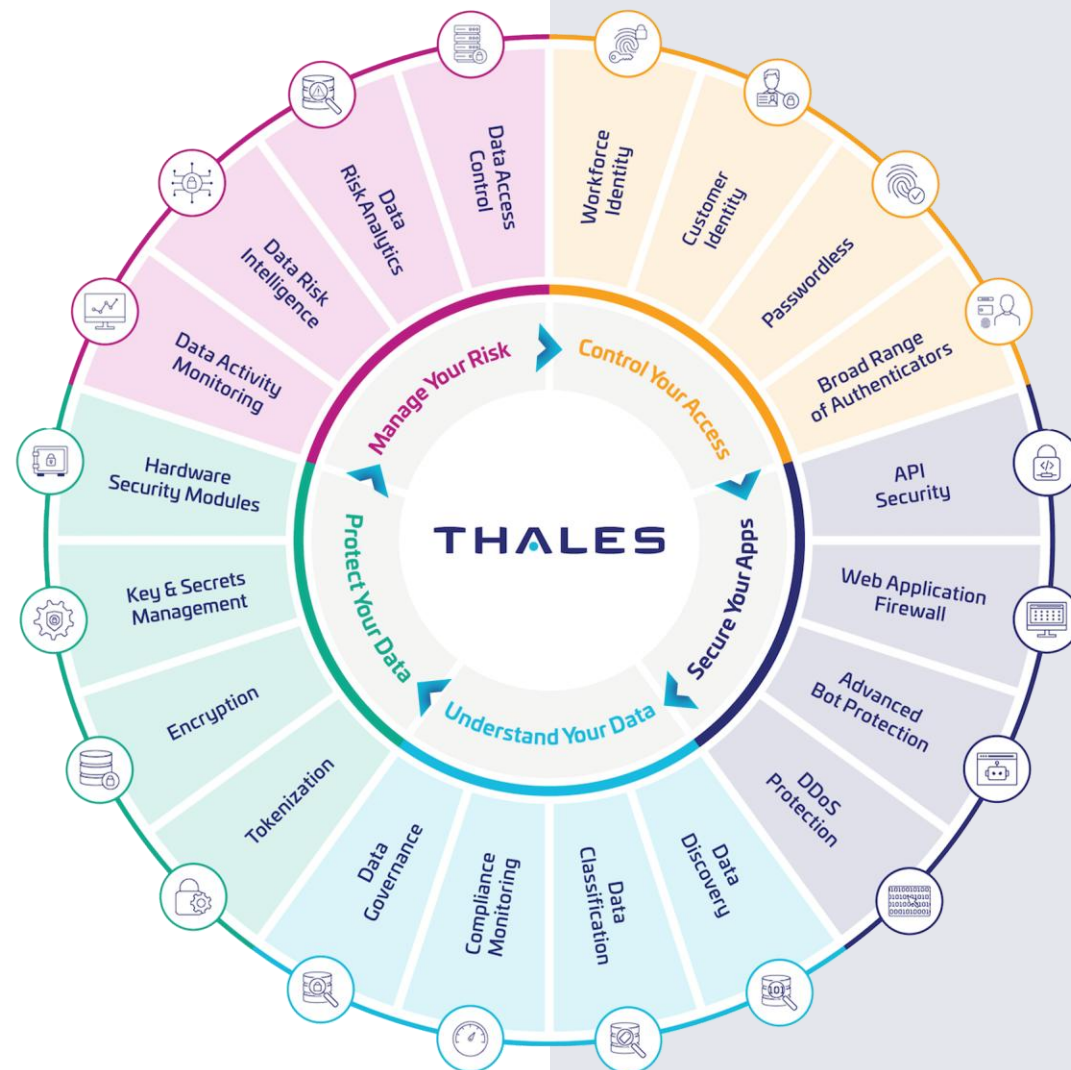 Workforce
Identity
Customer
Identity
Passwordless
Broad Range
of Authenticators
API
Security
Web Application
Firewall
Advanced
Bot Protection
DDoS
Protection
Data
Discovery
Data
Classification
Compliance
Monitoring
Data
Governance
Tokenization
Encryption
Key & Secrets
Management
Hardware
Security Modules
Data Activity
Monitoring
Data Risk
Intelligence
Data
Risk Analytics
Data Access
Control
Control Your Access
Secure Your Apps
Understand Your Data
Protect Your Data
Manage Your Risk
THALES